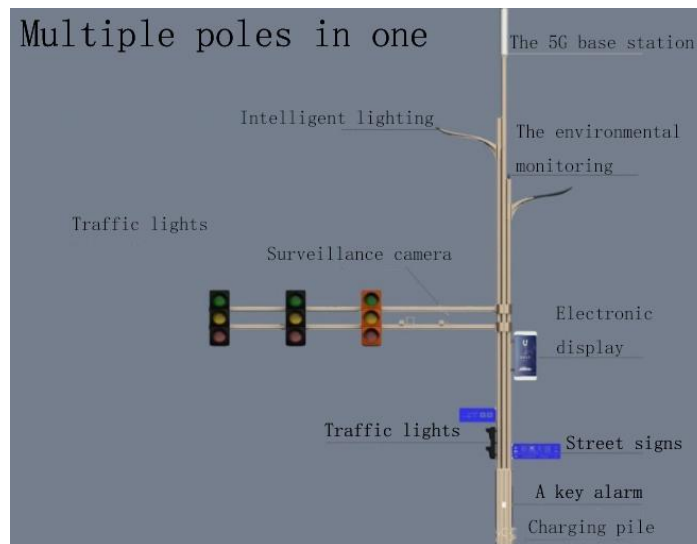 Multiple poles in one
The 5G base station
Intelligent lighting
The environmental
monitoring
Traffic lights
Surveillance camera
Electronic
display
Traffic lights
Street signs
A key alarm
Charging pile